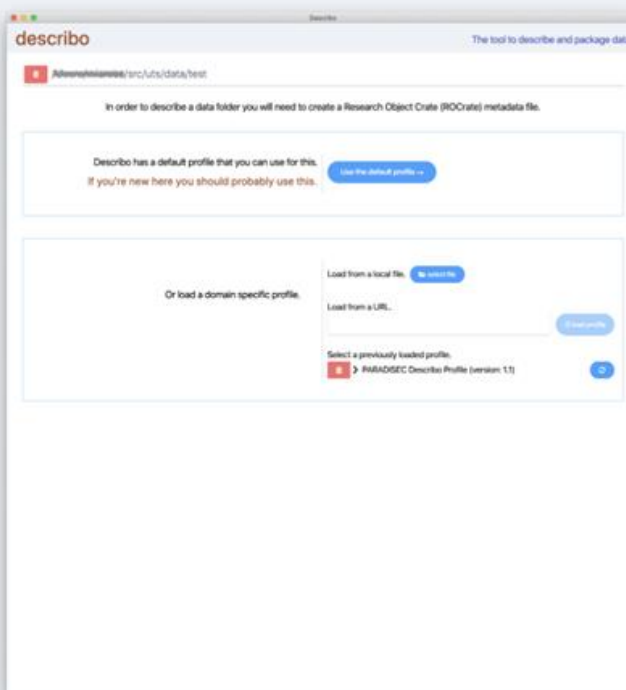 Describo
describo
The tool to describe and package dat
/src/uts/data/test
In order to describe a data folder you will need to create a Research Object Crate (ROCrate) metadata file.
Describo has a default profile that you can use for this.
If you're new here you should probably use this.
Use the default profile
Or load a domain specific profile.
Load from a local file.
select file
Load from a URL.
load profile
Select a previously loaded profile.
PARADISEC Describo Profile (version: 1.1)